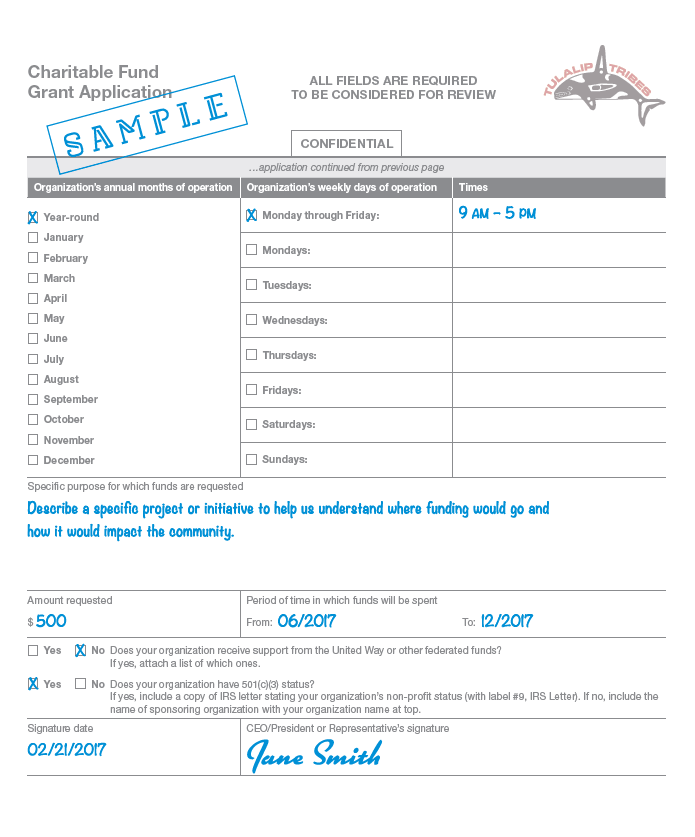 Charitable Fund
Grant Application
SAMPLE
ALL FIELDS ARE REQUIRED
TO BE CONSIDERED FOR REVIEW
TULALIP TRIBES
CONFIDENTIAL
...application continued from previous page
Organization's annual months of operation Organization's weekly days of operation Times
X Year-round
January
February
March
April
May
June
July
August
September
October
November
December
X Monday through Friday: 9 AM – 5 PM
Mondays:
Tuesdays:
Wednesdays:
Thursdays:
Fridays:
Saturdays:
Sundays:
Specific purpose for which funds are requested
Describe a specific project or initiative to help us understand where funding would go and
how it would impact the community.
Amount requested
$ 500
Period of time in which funds will be spent
From: 06/2017 To: 12/2017
Yes X No Does your organization receive support from the United Way or other federated funds?
If yes, attach a list of which ones.
X Yes No Does your organization have 501(c)(3) status?
If yes, include a copy of IRS letter stating your organization's non-profit status (with label #9, IRS Letter). If no, include the
name of sponsoring organization with your organization name at top.
Signature date
02/21/2017
CEO/President or Representative's signature
Jane Smith